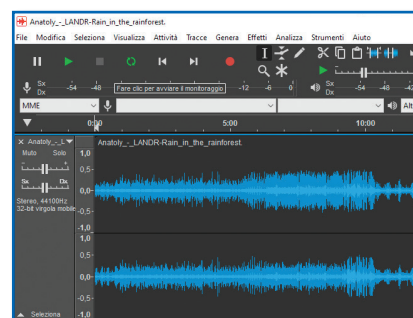 Anatoly_-_LANDR-Rain_in_the_rainforest.
File Modifica Seleziona Visualizza Attività Tracce Genera Effetti Analizza Strumenti Aiuto
Sx
Dx
-54 -48 Fare clic per avviare il monitoraggio -12 -6 0
Sx
Dx
-54 -48 -42
MME Alt
0:00 5:00 10:00
× Anatoly_-_L Anatoly_-_LANDR-Rain_in_the_rainforest.
Muto Solo 1,0
- + 0,5-
Sx Dx 0,0-
Stereo, 44100Hz
32-bit virgola mobile -0,5-
-1,0
1,0
0,5-
0,0-
-0,5-
Seleziona -1,0